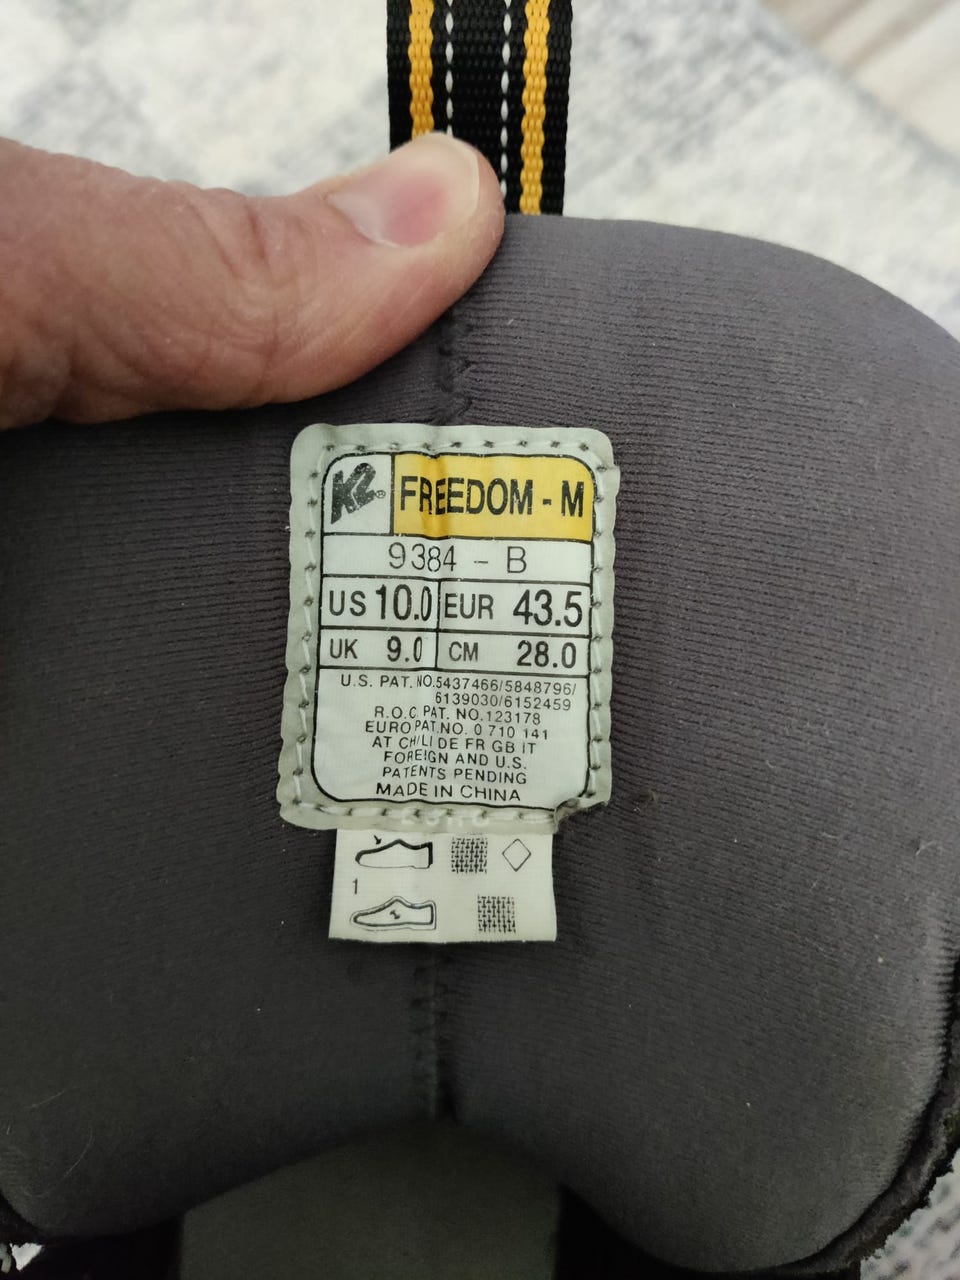 K2® FREEDOM - M
9384 - B
US 10.0 EUR 43.5
UK 9.0 CM 28.0
U.S. PAT. NO.5437466/5848796/
6139030/6152459
R.O.C PAT. NO.123178
EURO PAT.NO. 0 710 141
AT CH/LI DE FR GB IT
FOREIGN AND U.S.
PATENTS PENDING
MADE IN CHINA
1